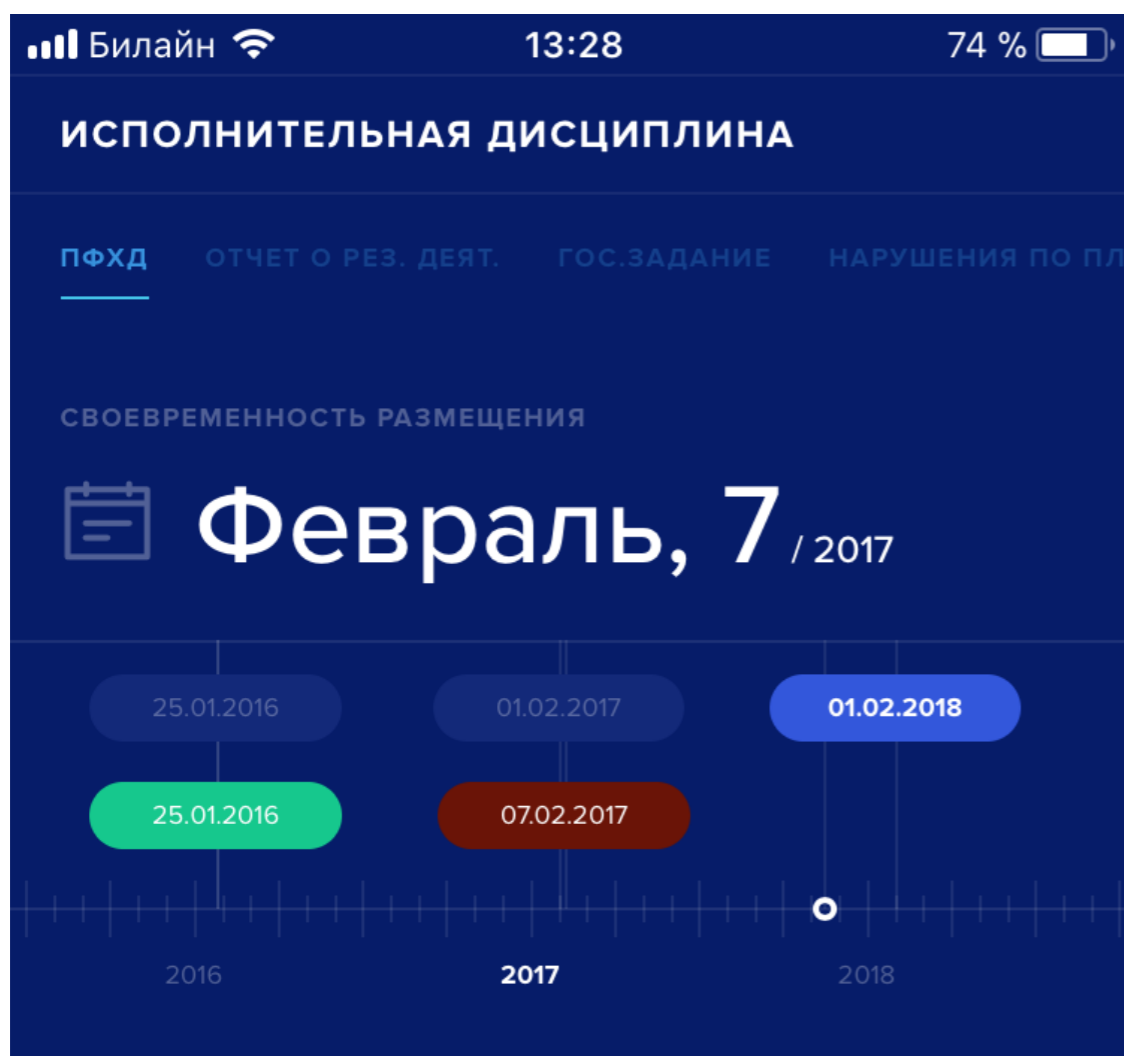 Билайн 13:28 74 %
ИСПОЛНИТЕЛЬНАЯ ДИСЦИПЛИНА
ПФХД ОТЧЕТ О РЕЗ. ДЕЯТ. ГОС.ЗАДАНИЕ НАРУШЕНИЯ ПО ПЛ
СВОЕВРЕМЕННОСТЬ РАЗМЕЩЕНИЯ
Февраль, 7 / 2017
25.01.2016 01.02.2017 01.02.2018
25.01.2016 07.02.2017
2016 2017 2018